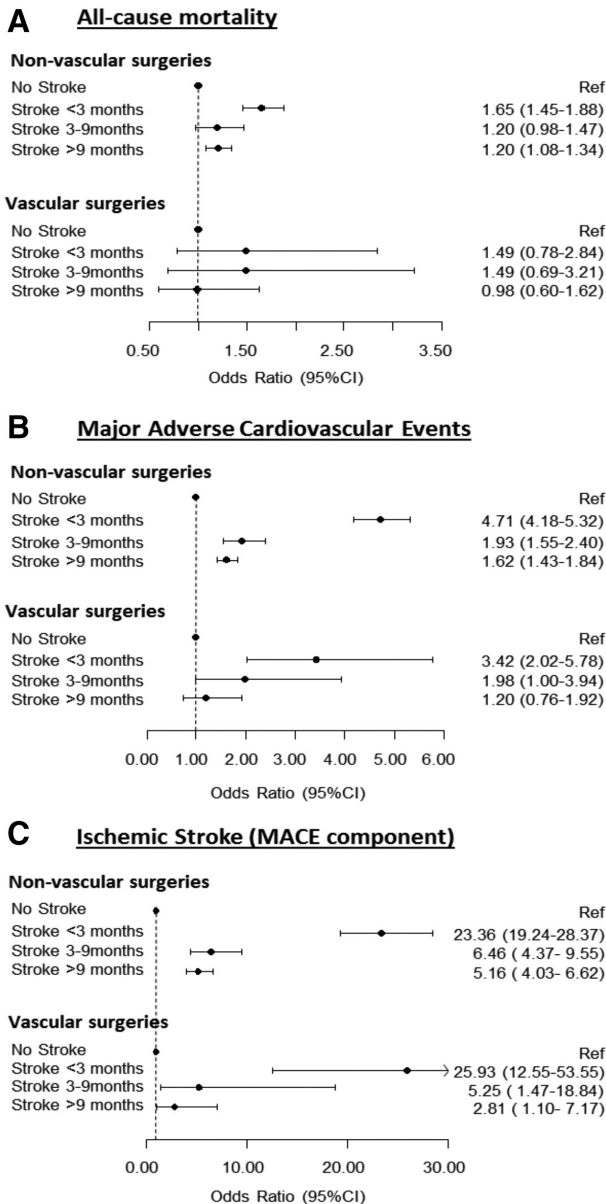 A All-cause mortality
Non-vascular surgeries
No Stroke Ref
Stroke <3 months 1.65 (1.45-1.88)
Stroke 3-9months 1.20 (0.98-1.47)
Stroke >9 months 1.20 (1.08-1.34)
Vascular surgeries
No Stroke Ref
Stroke <3 months 1.49 (0.78-2.84)
Stroke 3-9months 1.49 (0.69-3.21)
Stroke >9 months 0.98 (0.60-1.62)
0.50 1.50 2.50 3.50
Odds Ratio (95%CI)
B Major Adverse Cardiovascular Events
Non-vascular surgeries
No Stroke Ref
Stroke <3 months 4.71 (4.18-5.32)
Stroke 3-9months 1.93 (1.55-2.40)
Stroke >9 months 1.62 (1.43-1.84)
Vascular surgeries
No Stroke Ref
Stroke <3 months 3.42 (2.02-5.78)
Stroke 3-9months 1.98 (1.00-3.94)
Stroke >9 months 1.20 (0.76-1.92)
0.00 1.00 2.00 3.00 4.00 5.00 6.00
Odds Ratio (95%CI)
C Ischemic Stroke (MACE component)
Non-vascular surgeries
No Stroke Ref
Stroke <3 months 23.36 (19.24-28.37)
Stroke 3-9months 6.46 ( 4.37- 9.55)
Stroke >9 months 5.16 ( 4.03- 6.62)
Vascular surgeries
No Stroke Ref
Stroke <3 months 25.93 (12.55-53.55)
Stroke 3-9months 5.25 ( 1.47-18.84)
Stroke >9 months 2.81 ( 1.10- 7.17)
0.00 10.00 20.00 30.00
Odds Ratio (95%CI)